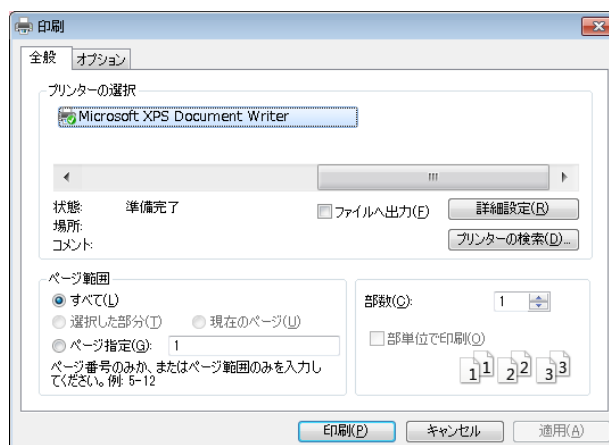 印刷
全般 オプション
プリンターの選択
Microsoft XPS Document Writer
状態: 準備完了
場所:
コメント:
ファイルへ出力(F)
詳細設定(R)
プリンターの検索(D)...
ページ範囲
すべて(L)
選択した部分(T) 現在のページ(U)
ページ指定(G): 1
ページ番号のみか、またはページ範囲のみを入力し
てください。例: 5-12
部数(C): 1
部単位で印刷(O)
1 1 2 2 3 3
印刷(P) キャンセル 適用(A)